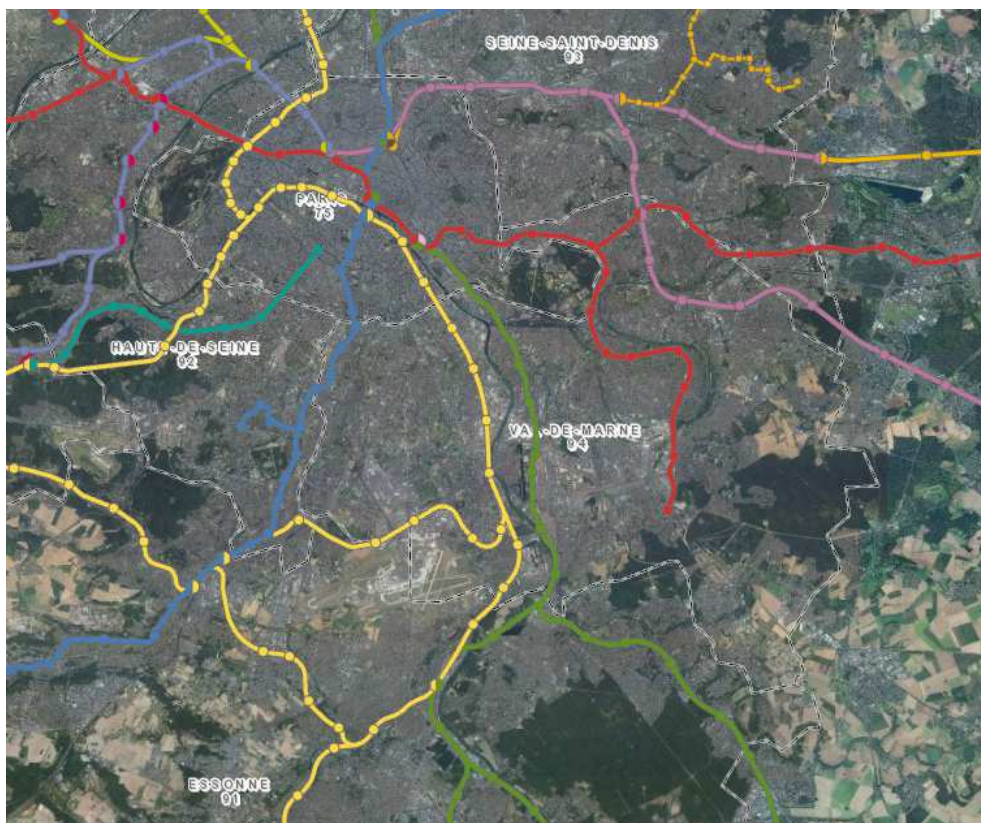 SEINE-SAINT-DENIS
93
PARIS
75
HAUTS-DE-SEINE
92
VAL-DE-MARNE
94
ESSONNE
91